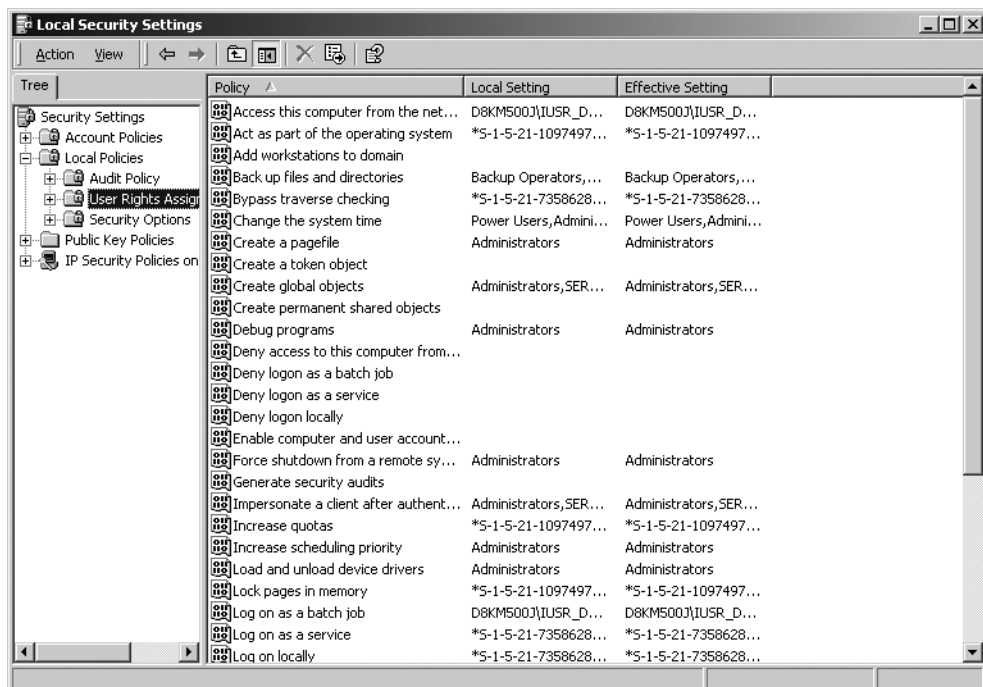 Local Security Settings
Action View
Tree
Security Settings
Account Policies
Local Policies
Audit Policy
User Rights Assign
Security Options
Public Key Policies
IP Security Policies on
Policy Local Setting Effective Setting
Access this computer from the net... D8KM500J\IUSR_D... D8KM500J\IUSR_D...
Act as part of the operating system *S-1-5-21-1097497... *S-1-5-21-1097497...
Add workstations to domain
Back up files and directories Backup Operators,... Backup Operators,...
Bypass traverse checking *S-1-5-21-7358628... *S-1-5-21-7358628...
Change the system time Power Users,Admini... Power Users,Admini...
Create a pagefile Administrators Administrators
Create a token object
Create global objects Administrators,SER... Administrators,SER...
Create permanent shared objects
Debug programs Administrators Administrators
Deny access to this computer from...
Deny logon as a batch job
Deny logon as a service
Deny logon locally
Enable computer and user account...
Force shutdown from a remote sy... Administrators Administrators
Generate security audits
Impersonate a client after authent... Administrators,SER... Administrators,SER...
Increase quotas *S-1-5-21-1097497... *S-1-5-21-1097497...
Increase scheduling priority Administrators Administrators
Load and unload device drivers Administrators Administrators
Lock pages in memory *S-1-5-21-1097497... *S-1-5-21-1097497...
Log on as a batch job D8KM500J\IUSR_D... D8KM500J\IUSR_D...
Log on as a service *S-1-5-21-7358628... *S-1-5-21-7358628...
Log on locally *S-1-5-21-7358628... *S-1-5-21-7358628...